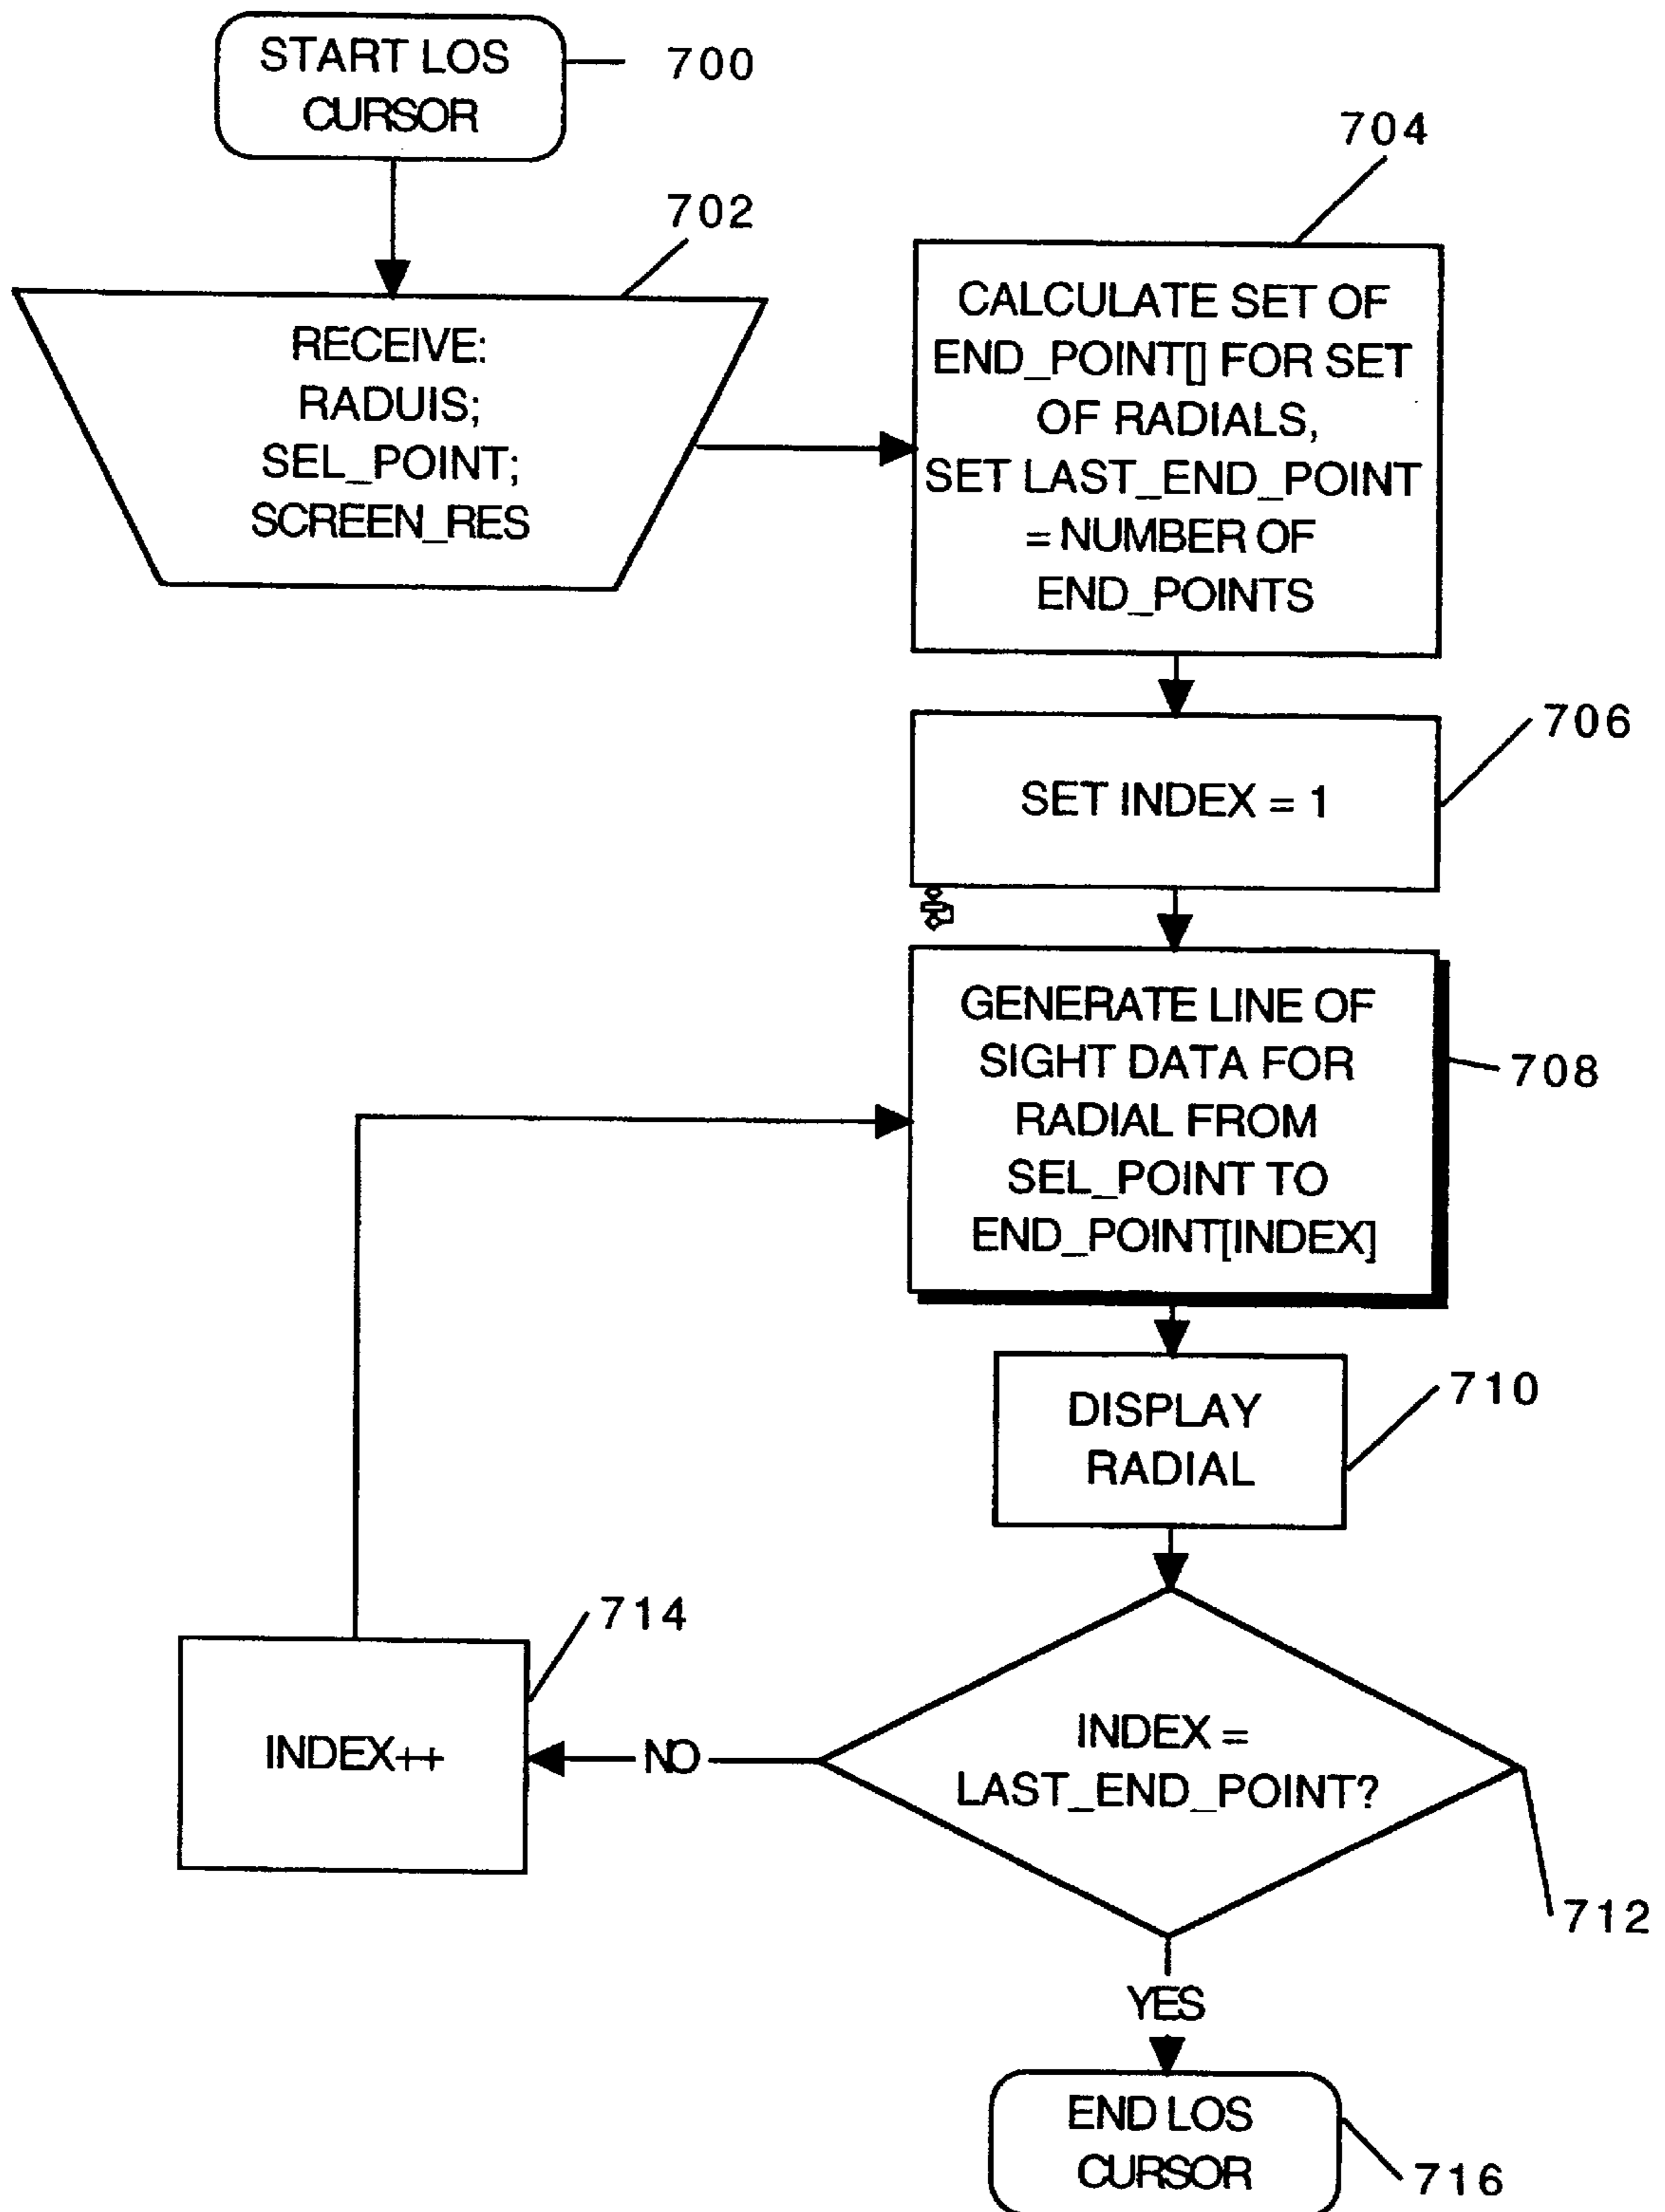 START LOS
CURSOR
700
702
RECEIVE:
RADUIS;
SEL_POINT;
SCREEN_RES
704
CALCULATE SET OF
END_POINT[] FOR SET
OF RADIALS,
SET LAST_END_POINT
= NUMBER OF
END_POINTS
706
SET INDEX = 1
GENERATE LINE OF
SIGHT DATA FOR
RADIAL FROM
SEL_POINT TO
END_POINT[INDEX]
708
DISPLAY
RADIAL
710
714
INDEX++
NO
INDEX =
LAST_END_POINT?
712
YES
END LOS
CURSOR
716